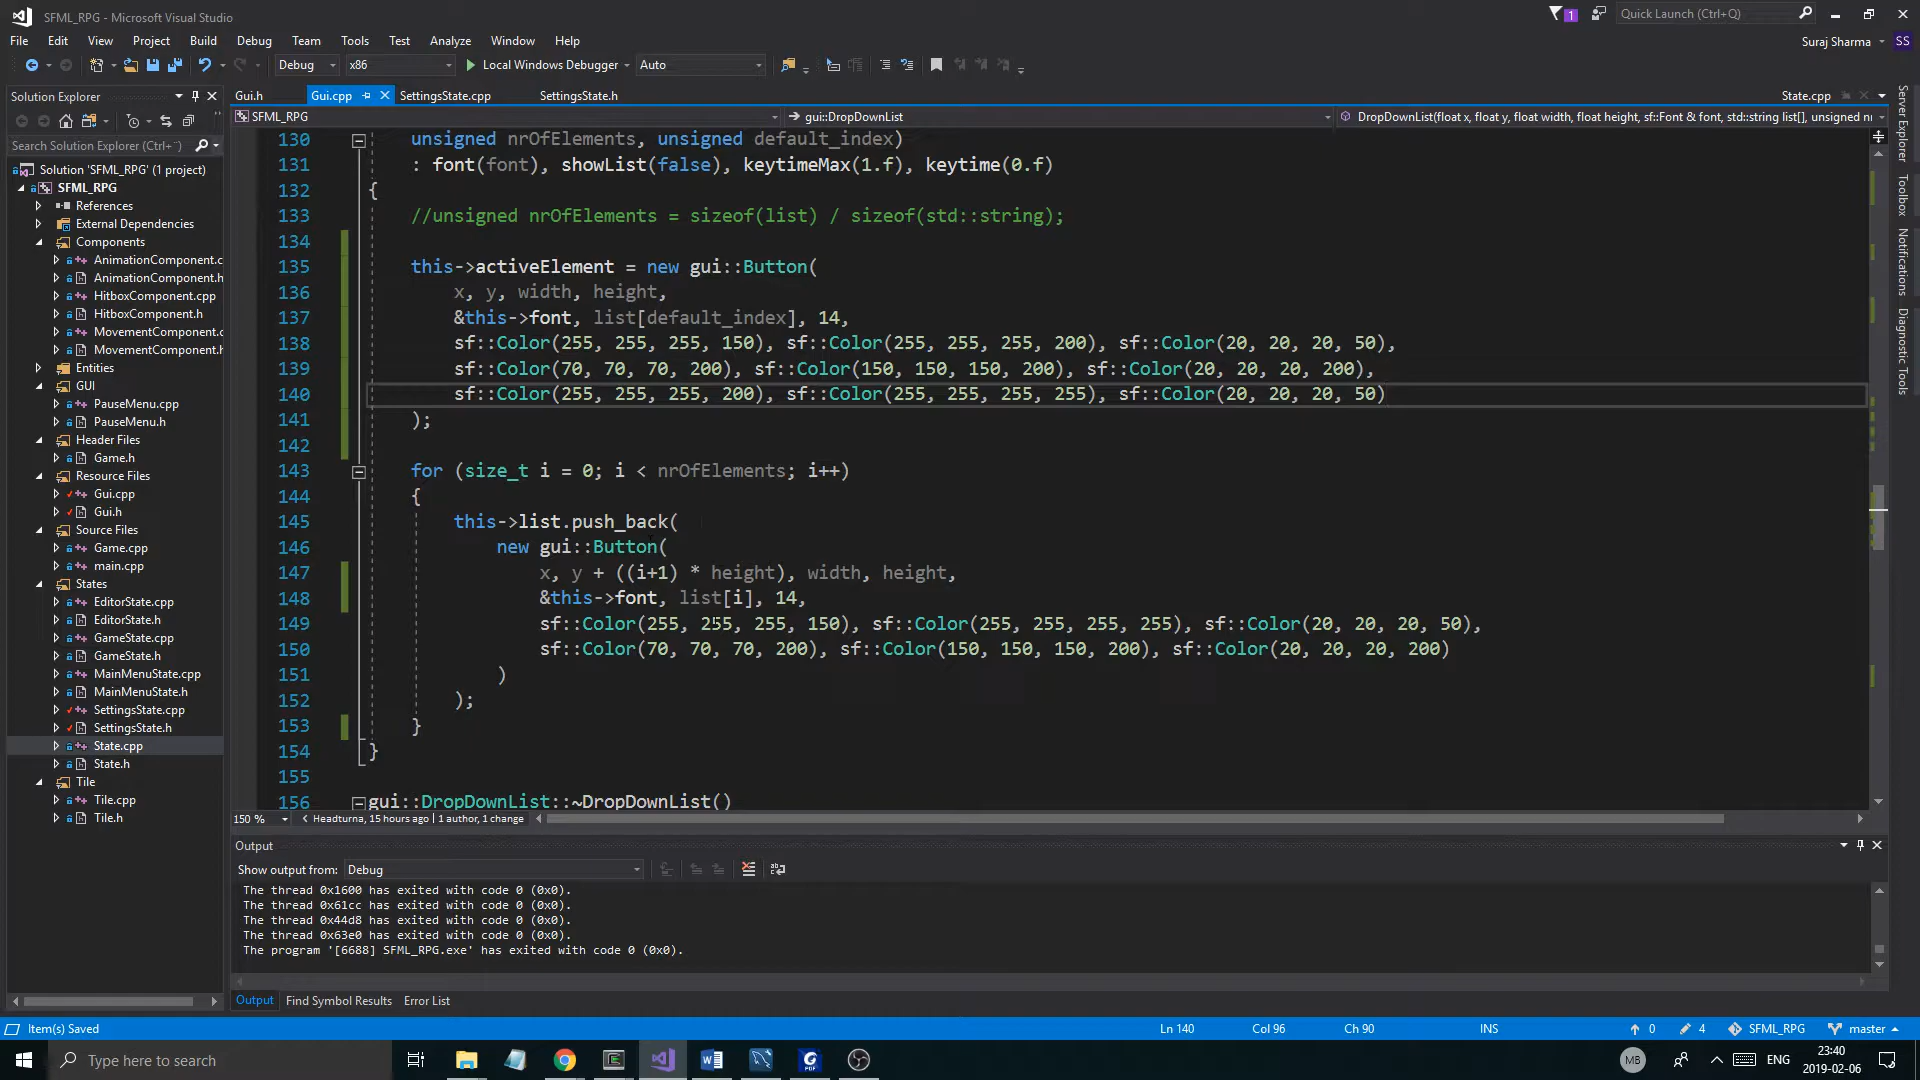 SFML_RPG - Microsoft Visual Studio
1
Quick Launch (Ctrl+Q)
File Edit View Project Build Debug Team Tools Test Analyze Window Help
Suraj Sharma SS
Debug x86 Local Windows Debugger Auto
Solution Explorer
Gui.h Gui.cpp SettingsState.cpp SettingsState.h State.cpp
SFML_RPG gui::DropDownList DropDownList(float x, float y, float width, float height, sf::Font & font, std::string list[], unsigned nr
Search Solution Explorer (Ctrl+¨)
Solution 'SFML_RPG' (1 project)
SFML_RPG
References
External Dependencies
Components
AnimationComponent.c
AnimationComponent.h
HitboxComponent.cpp
HitboxComponent.h
MovementComponent.c
MovementComponent.h
Entities
GUI
PauseMenu.cpp
PauseMenu.h
Header Files
Game.h
Resource Files
Gui.cpp
Gui.h
Source Files
Game.cpp
main.cpp
States
EditorState.cpp
EditorState.h
GameState.cpp
GameState.h
MainMenuState.cpp
MainMenuState.h
SettingsState.cpp
SettingsState.h
State.cpp
State.h
Tile
Tile.cpp
Tile.h
130 unsigned nrOfElements, unsigned default_index)
131 : font(font), showList(false), keytimeMax(1.f), keytime(0.f)
132 {
133 //unsigned nrOfElements = sizeof(list) / sizeof(std::string);
134
135 this->activeElement = new gui::Button(
136 x, y, width, height,
137 &this->font, list[default_index], 14,
138 sf::Color(255, 255, 255, 150), sf::Color(255, 255, 255, 200), sf::Color(20, 20, 20, 50),
139 sf::Color(70, 70, 70, 200), sf::Color(150, 150, 150, 200), sf::Color(20, 20, 20, 200),
140 sf::Color(255, 255, 255, 200), sf::Color(255, 255, 255, 255), sf::Color(20, 20, 20, 50)
141 );
142
143 for (size_t i = 0; i < nrOfElements; i++)
144 {
145 this->list.push_back(
146 new gui::Button(
147 x, y + ((i+1) * height), width, height,
148 &this->font, list[i], 14,
149 sf::Color(255, 255, 255, 150), sf::Color(255, 255, 255, 255), sf::Color(20, 20, 20, 50),
150 sf::Color(70, 70, 70, 200), sf::Color(150, 150, 150, 200), sf::Color(20, 20, 20, 200)
151 )
152 );
153 }
154 }
155
156 gui::DropDownList::~DropDownList()
150 % Headturna, 15 hours ago | 1 author, 1 change
Server Explorer
Toolbox
Notifications
Diagnostic Tools
Output
Show output from: Debug
The thread 0x1600 has exited with code 0 (0x0).
The thread 0x61cc has exited with code 0 (0x0).
The thread 0x44d8 has exited with code 0 (0x0).
The thread 0x63e0 has exited with code 0 (0x0).
The program '[6688] SFML_RPG.exe' has exited with code 0 (0x0).
Output Find Symbol Results Error List
Item(s) Saved Ln 140 Col 96 Ch 90 INS 0 4 SFML_RPG master
Type here to search
MB ENG
23:40
2019-02-06